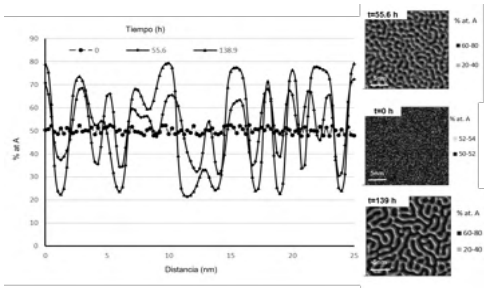 Tiempo (h)
0
55.6
138.9
% at A
90
80
70
60
50
40
30
20
10
0
0
5
10
15
20
25
Distancia (nm)
t=55.6 h
% at. A
60-80
20-40
t=0h
% at. A
52-54
50-52
5nm
t=139 h
% at. A
60-80
20-40